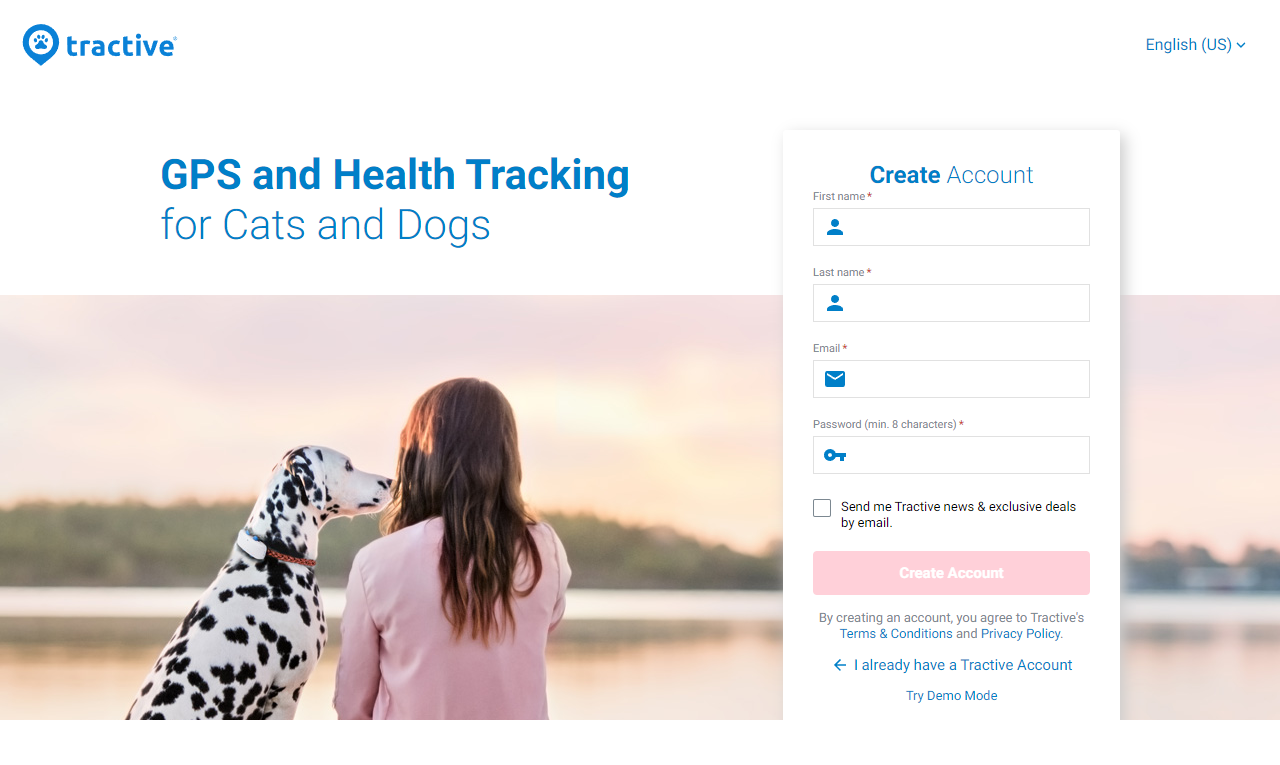 tractive
English (US)
GPS and Health Tracking
for Cats and Dogs
Create Account
First name *
Last name *
Email *
Password (min. 8 characters) *
Send me Tractive news & exclusive deals
by email.
Create Account
By creating an account, you agree to Tractive's
Terms & Conditions and Privacy Policy.
I already have a Tractive Account
Try Demo Mode